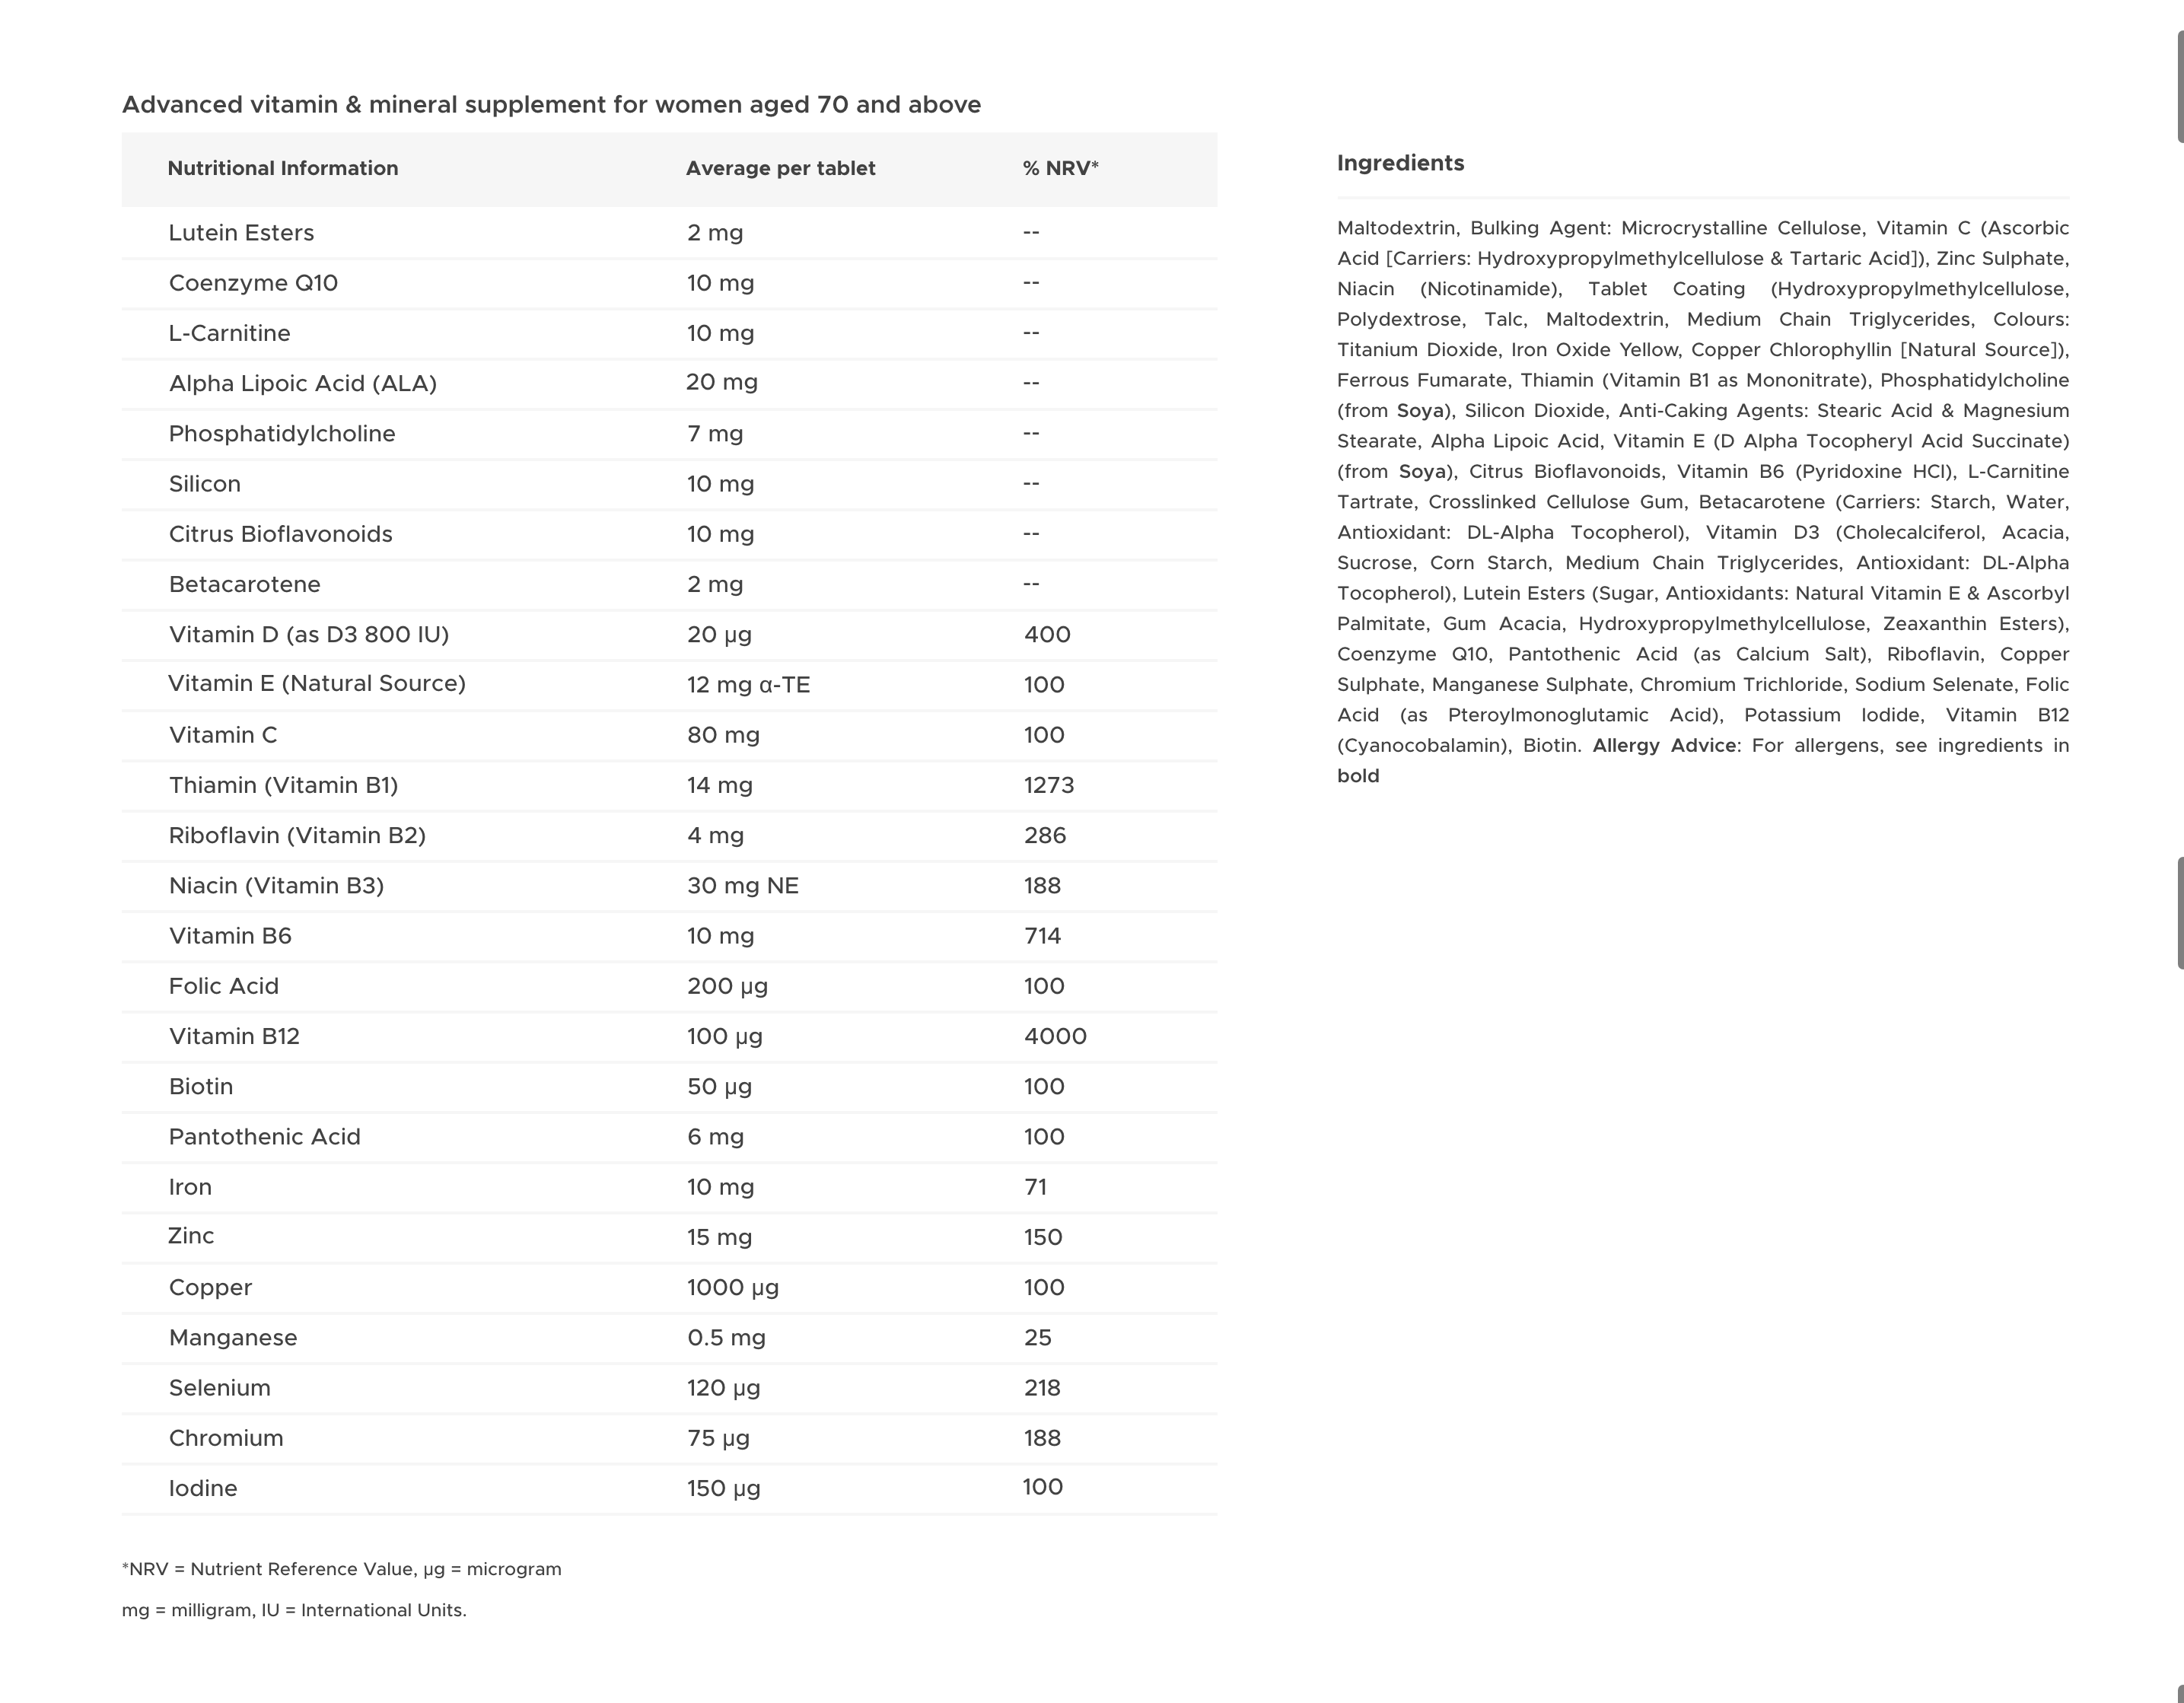 Advanced vitamin & mineral supplement for women aged 70 and above
Nutritional Information Average per tablet % NRV*
Lutein Esters 2 mg --
Coenzyme Q10 10 mg --
L-Carnitine 10 mg --
Alpha Lipoic Acid (ALA) 20 mg --
Phosphatidylcholine 7 mg --
Silicon 10 mg --
Citrus Bioflavonoids 10 mg --
Betacarotene 2 mg --
Vitamin D (as D3 800 IU) 20 µg 400
Vitamin E (Natural Source) 12 mg α-TE 100
Vitamin C 80 mg 100
Thiamin (Vitamin B1) 14 mg 1273
Riboflavin (Vitamin B2) 4 mg 286
Niacin (Vitamin B3) 30 mg NE 188
Vitamin B6 10 mg 714
Folic Acid 200 µg 100
Vitamin B12 100 µg 4000
Biotin 50 µg 100
Pantothenic Acid 6 mg 100
Iron 10 mg 71
Zinc 15 mg 150
Copper 1000 µg 100
Manganese 0.5 mg 25
Selenium 120 µg 218
Chromium 75 µg 188
Iodine 150 µg 100
*NRV = Nutrient Reference Value, µg = microgram
mg = milligram, IU = International Units.
Ingredients
Maltodextrin, Bulking Agent: Microcrystalline Cellulose, Vitamin C (Ascorbic
Acid [Carriers: Hydroxypropylmethylcellulose & Tartaric Acid]), Zinc Sulphate,
Niacin (Nicotinamide), Tablet Coating (Hydroxypropylmethylcellulose,
Polydextrose, Talc, Maltodextrin, Medium Chain Triglycerides, Colours:
Titanium Dioxide, Iron Oxide Yellow, Copper Chlorophyllin [Natural Source]),
Ferrous Fumarate, Thiamin (Vitamin B1 as Mononitrate), Phosphatidylcholine
(from Soya), Silicon Dioxide, Anti-Caking Agents: Stearic Acid & Magnesium
Stearate, Alpha Lipoic Acid, Vitamin E (D Alpha Tocopheryl Acid Succinate)
(from Soya), Citrus Bioflavonoids, Vitamin B6 (Pyridoxine HCl), L-Carnitine
Tartrate, Crosslinked Cellulose Gum, Betacarotene (Carriers: Starch, Water,
Antioxidant: DL-Alpha Tocopherol), Vitamin D3 (Cholecalciferol, Acacia,
Sucrose, Corn Starch, Medium Chain Triglycerides, Antioxidant: DL-Alpha
Tocopherol), Lutein Esters (Sugar, Antioxidants: Natural Vitamin E & Ascorbyl
Palmitate, Gum Acacia, Hydroxypropylmethylcellulose, Zeaxanthin Esters),
Coenzyme Q10, Pantothenic Acid (as Calcium Salt), Riboflavin, Copper
Sulphate, Manganese Sulphate, Chromium Trichloride, Sodium Selenate, Folic
Acid (as Pteroylmonoglutamic Acid), Potassium Iodide, Vitamin B12
(Cyanocobalamin), Biotin. Allergy Advice: For allergens, see ingredients in
bold